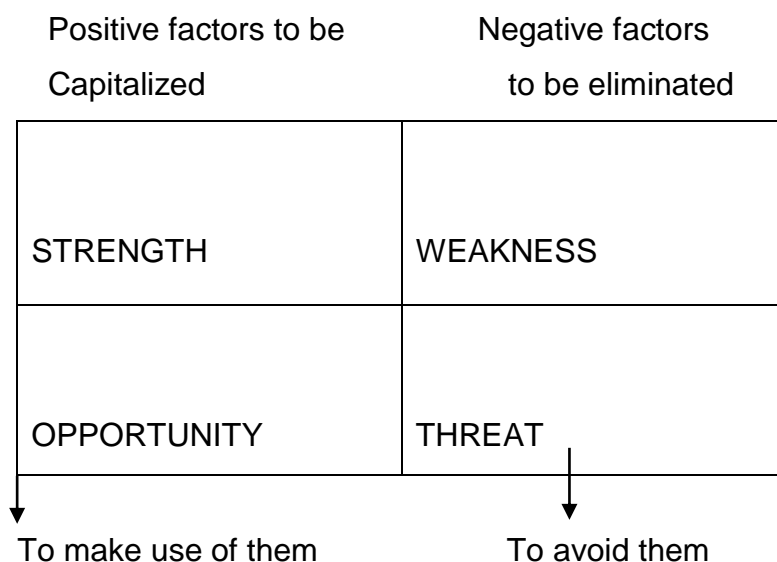 Positive factors to be Negative factors
Capitalized to be eliminated
STRENGTH WEAKNESS
OPPORTUNITY THREAT
To make use of them To avoid them